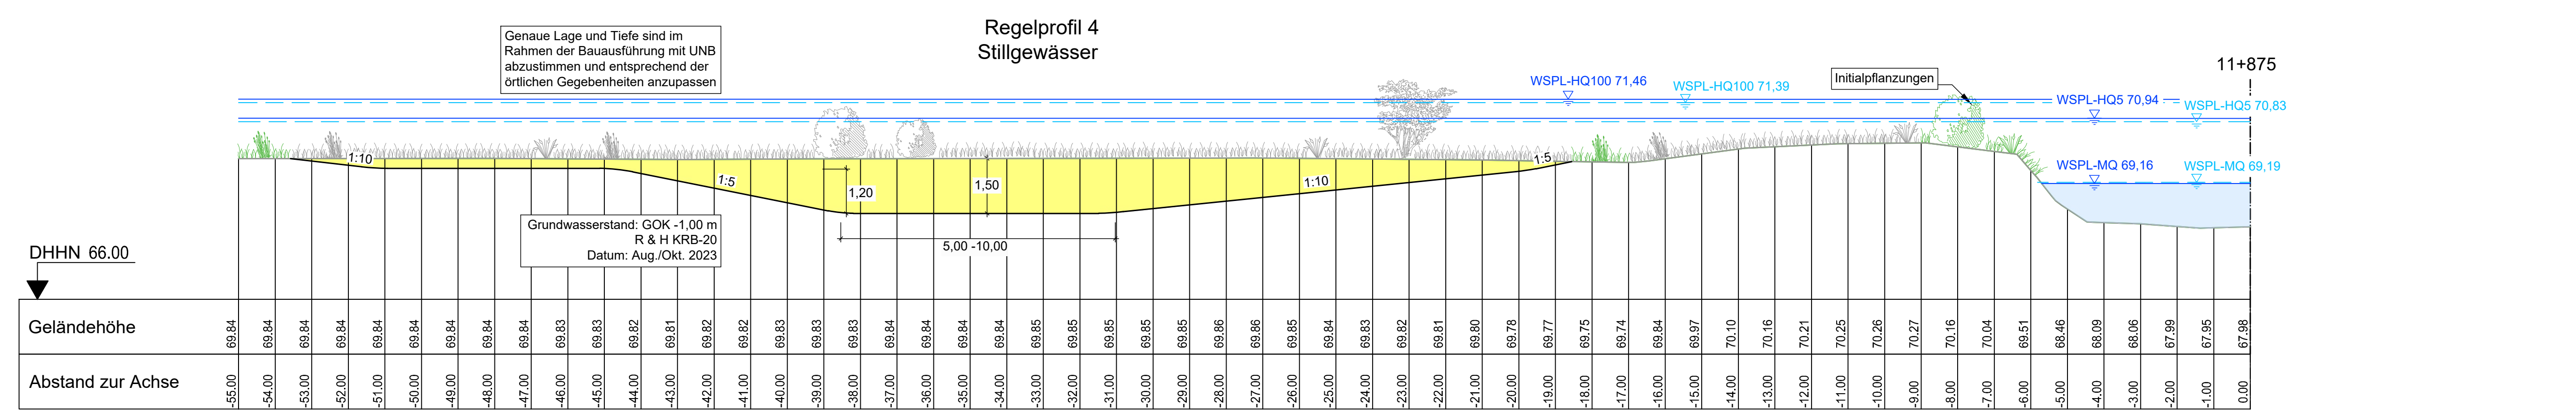 Regelprofil 4
Stillgewässer
Genaue Lage und Tiefe sind im
Rahmen der Bauausführung mit UNB
abzustimmen und entsprechend der
örtlichen Gegebenheiten anzupassen
11+875
Initialpflanzungen
WSPL-HQ100 71,46
WSPL-HQ100 71,39
WSPL-HQ5 70,94
WSPL-HQ5 70,83
WSPL-MQ 69,16
WSPL-MQ 69,19
1:10
1:5
1,20
1,50
1:10
1:5
5,00 -10,00
Grundwasserstand: GOK -1,00 m
R & H KRB-20
Datum: Aug./Okt. 2023
DHHN 66.00
Geländehöhe 69.84 69.84 69.84 69.84 69.84 69.84 69.84 69.84 69.84 69.83 69.83 69.82 69.81 69.82 69.82 69.83 69.83 69.83 69.84 69.84 69.84 69.84 69.85 69.85 69.85 69.85 69.85 69.86 69.86 69.85 69.84 69.83 69.82 69.81 69.80 69.78 69.77 69.75 69.74 69.84 69.97 70.10 70.16 70.21 70.25 70.26 70.27 70.16 70.04 69.51 68.46 68.09 68.06 67.99 67.95 67.98
Abstand zur Achse -55.00 -54.00 -53.00 -52.00 -51.00 -50.00 -49.00 -48.00 -47.00 -46.00 -45.00 -44.00 -43.00 -42.00 -41.00 -40.00 -39.00 -38.00 -37.00 -36.00 -35.00 -34.00 -33.00 -32.00 -31.00 -30.00 -29.00 -28.00 -27.00 -26.00 -25.00 -24.00 -23.00 -22.00 -21.00 -20.00 -19.00 -18.00 -17.00 -16.00 -15.00 -14.00 -13.00 -12.00 -11.00 -10.00 -9.00 -8.00 -7.00 -6.00 -5.00 -4.00 -3.00 -2.00 -1.00 0.00